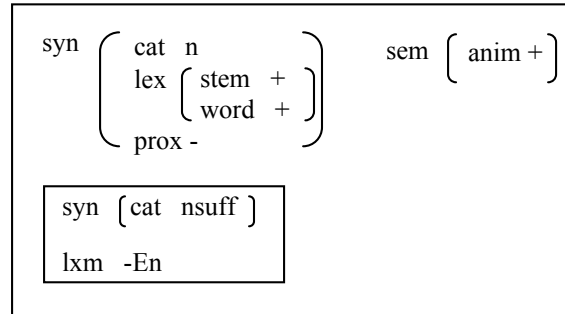 syn cat n sem anim +
lex stem +
word +
prox -
syn cat nsuff
lxm -En